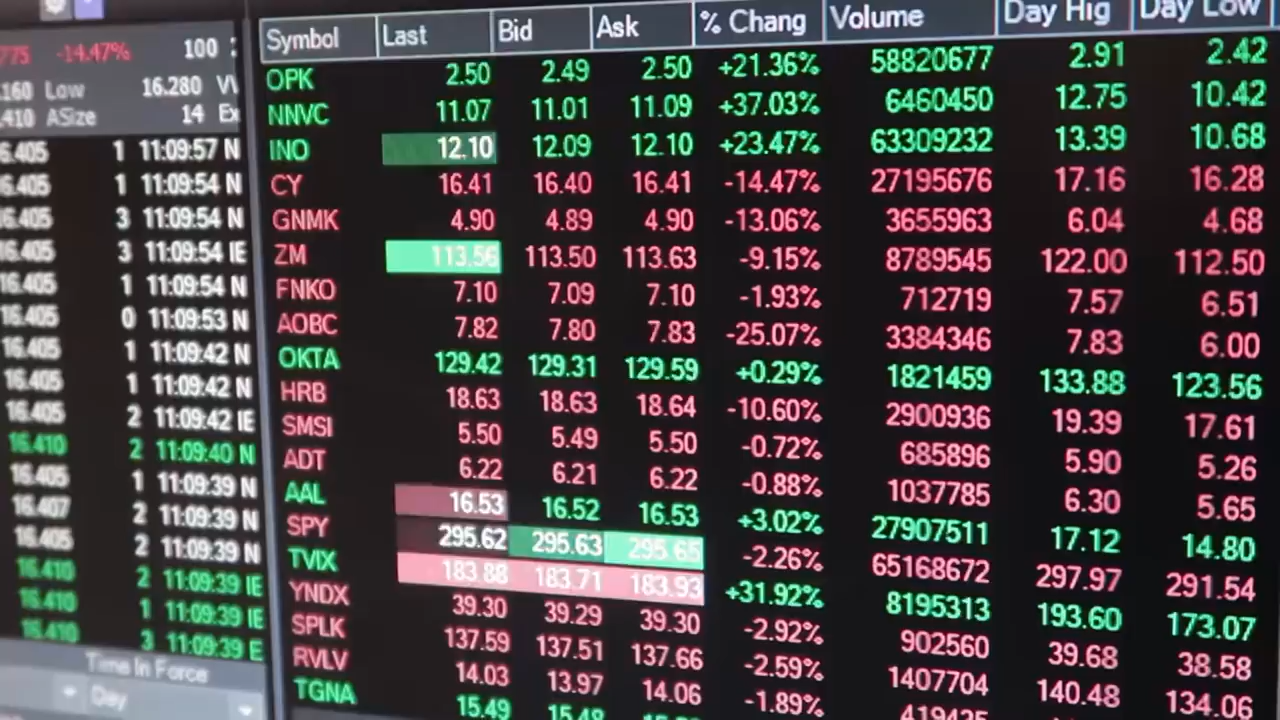 775 -14.47% 100
.160 Low 16.280
.410 ASize 14 Ex
6.405 1 11:09:57 N
6.405 1 11:09:54 N
6.405 3 11:09:54 N
6.405 3 11:09:54 IE
16.405 1 11:09:54 N
16.405 0 11:09:53 N
16.405 1 11:09:42 N
16.405 1 11:09:42 N
16.405 2 11:09:42 IE
16.410 2 11:09:40 N
16.405 1 11:09:39 N
16.407 2 11:09:39 N
16.405 2 11:09:39 N
16.410 2 11:09:39 IE
16.410 1 11:09:39 IE
16.410 3 11:09:39 E
Time In Force
Day
Symbol Last Bid Ask % Chang Volume Day Hig Day Low
OPK 2.50 2.49 2.50 +21.36% 58820677 2.91 2.42
NNVC 11.07 11.01 11.09 +37.03% 6460450 12.75 10.42
INO 12.10 12.09 12.10 +23.47% 63309232 13.39 10.68
CY 16.41 16.40 16.41 -14.47% 27195676 17.16 16.28
GNMK 4.90 4.89 4.90 -13.06% 3655963 6.04 4.68
ZM 113.56 113.50 113.63 -9.15% 8789545 122.00 112.50
FNKO 7.10 7.09 7.10 -1.93% 712719 7.57 6.51
AOBC 7.82 7.80 7.83 -25.07% 3384346 7.83 6.00
OKTA 129.42 129.31 129.59 +0.29% 1821459 133.88 123.56
HRB 18.63 18.63 18.64 -10.60% 2900936 19.39 17.61
SMSI 5.50 5.49 5.50 -0.72% 685896 5.90 5.26
ADT 6.22 6.21 6.22 -0.88% 1037785 6.30 5.65
AAL 16.53 16.52 16.53 +3.02% 27907511 17.12 14.80
SPY 295.62 295.63 295.65 -2.26% 65168672 297.97 291.54
TVIX 183.88 183.71 183.93 +31.92% 8195313 193.60 173.07
YNDX 39.30 39.29 39.30 -2.92% 902560 39.68 38.58
SPLK 137.59 137.51 137.66 -2.59% 1407704 140.48 134.06
RVLV 14.03 13.97 14.06 -1.89%
TGNA 15.49 15.48